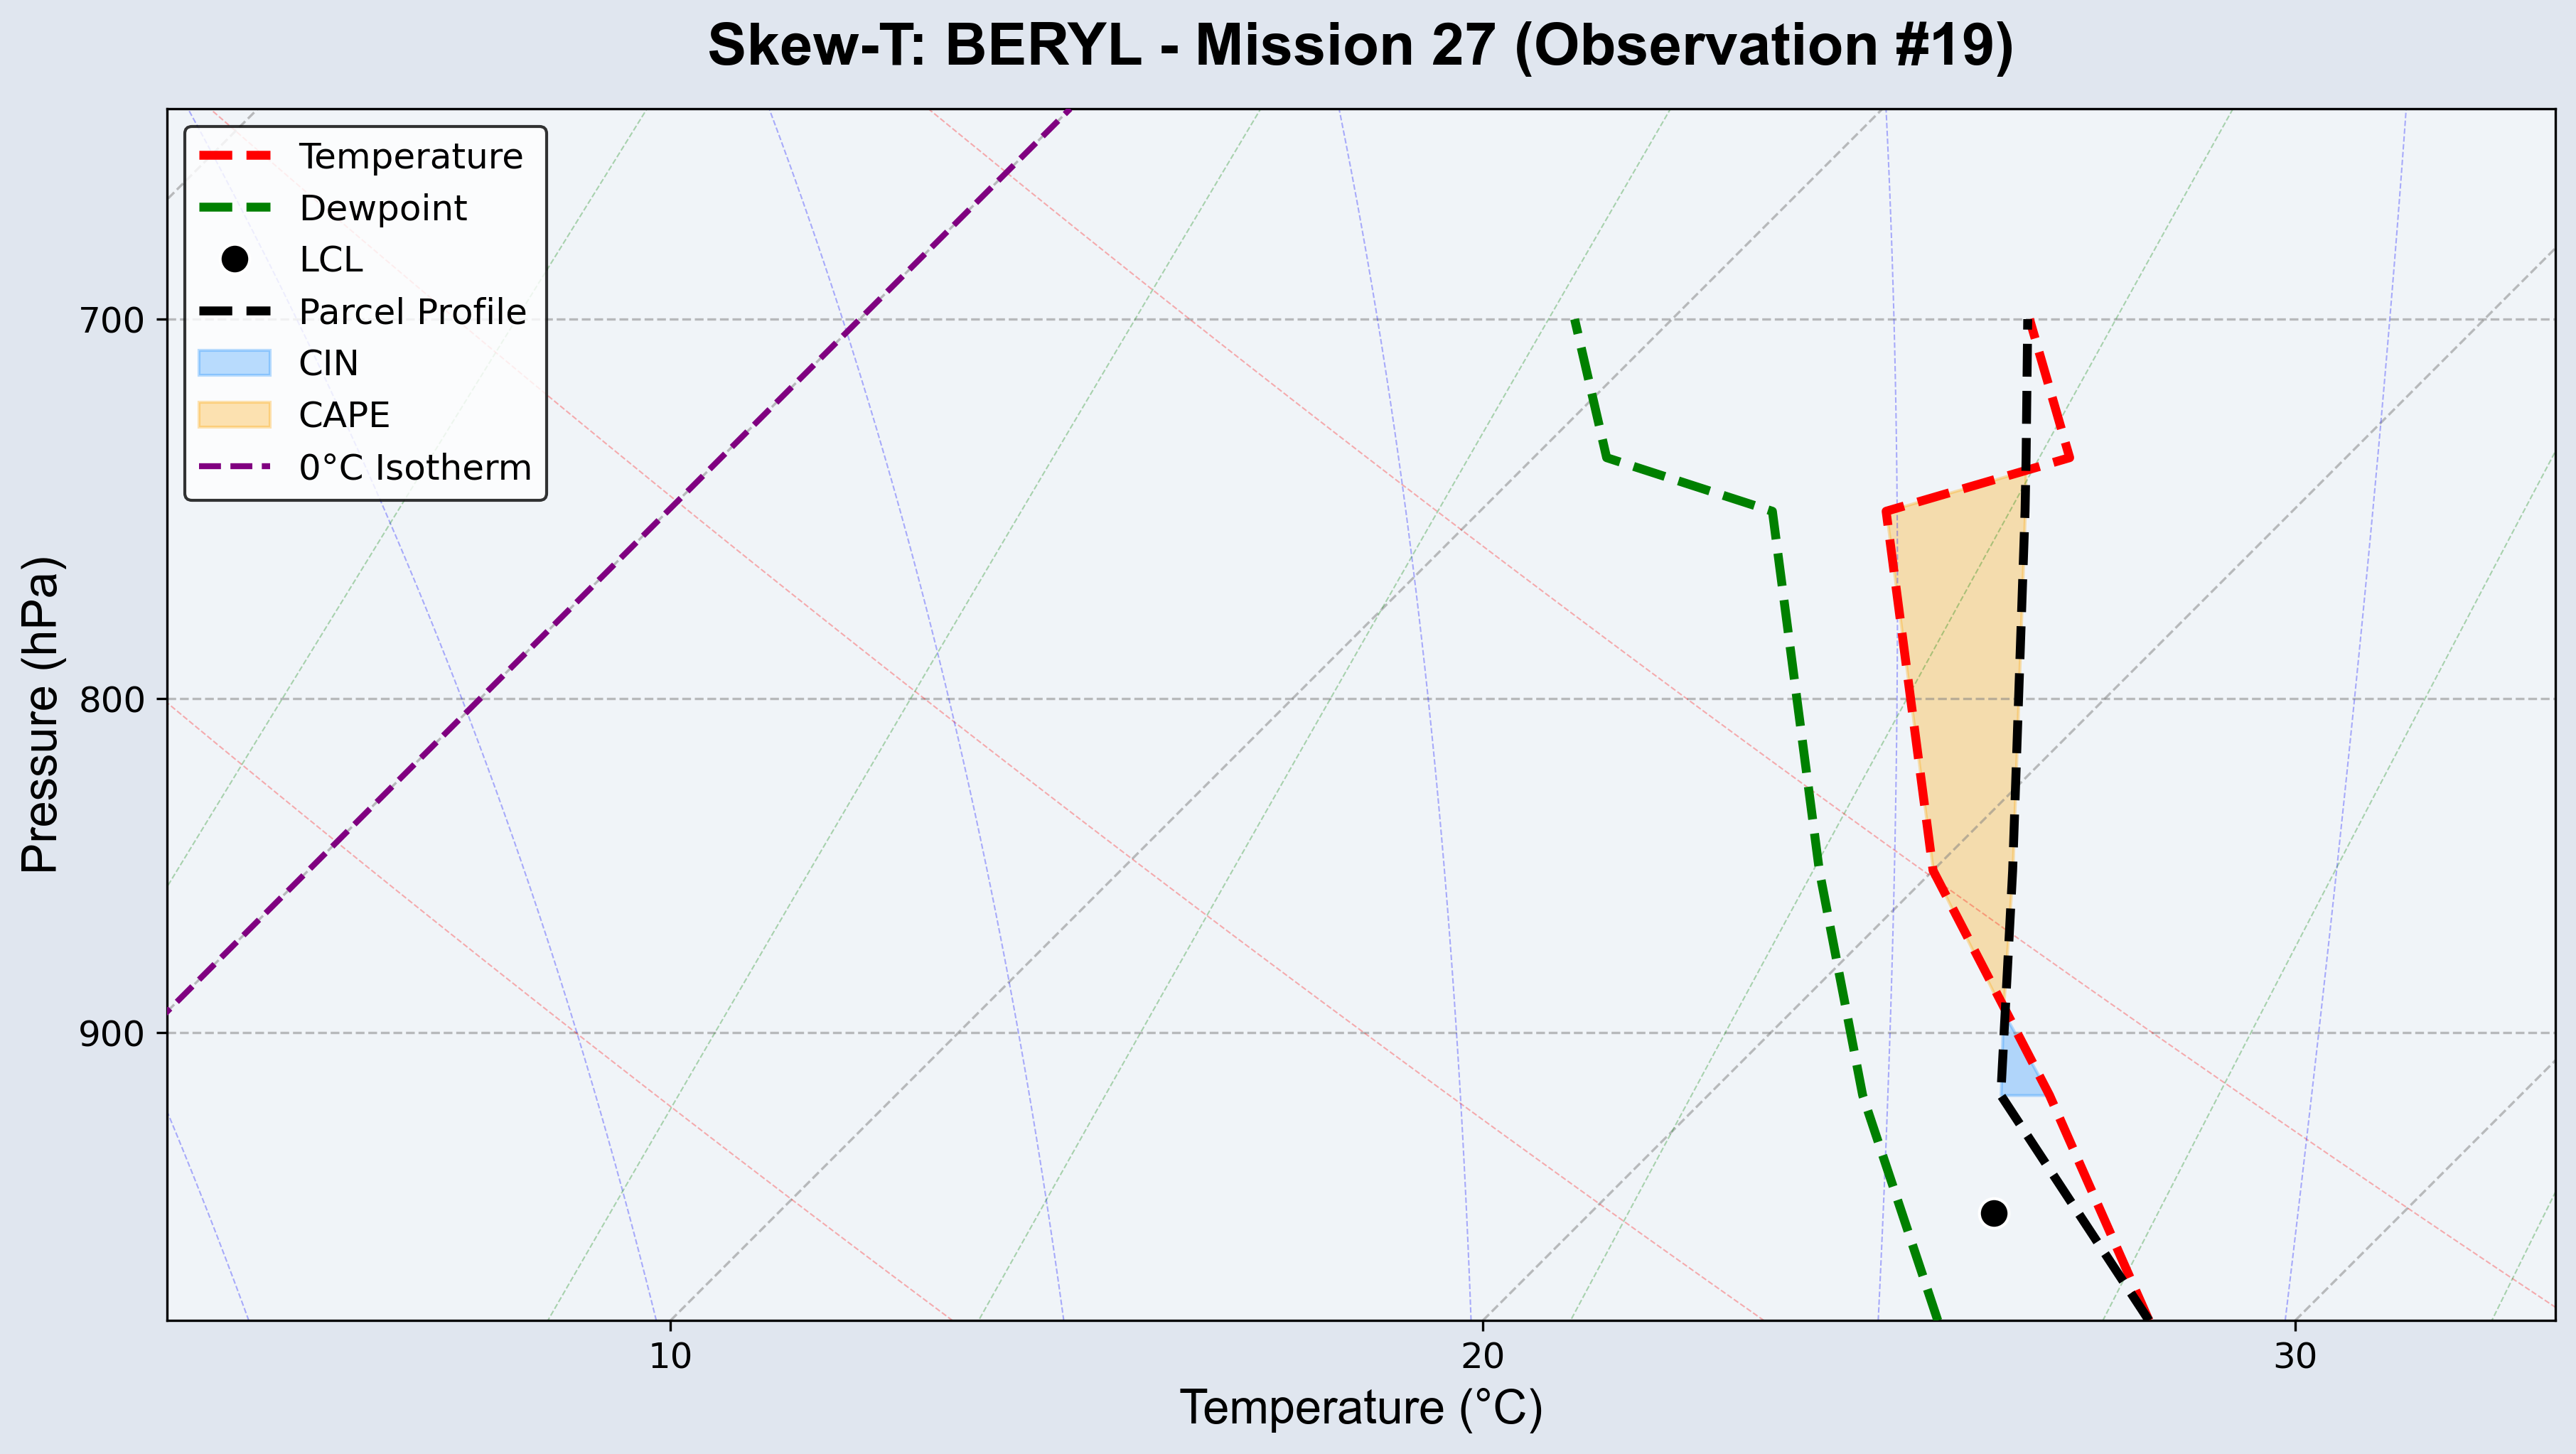 Skew-T: BERYL - Mission 27 (Observation #19)
Temperature
Dewpoint
LCL
Parcel Profile
CIN
CAPE
0°C Isotherm
Pressure (hPa)
700
800
900
10
20
30
Temperature (°C)